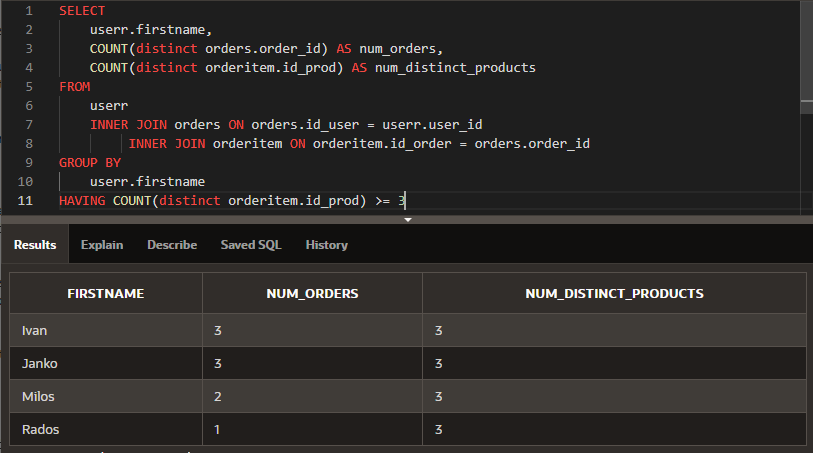 1 SELECT
2 userr.firstname,
3 COUNT(distinct orders.order_id) AS num_orders,
4 COUNT(distinct orderitem.id_prod) AS num_distinct_products
5 FROM
6 userr
7 INNER JOIN orders ON orders.id_user = userr.user_id
8 INNER JOIN orderitem ON orderitem.id_order = orders.order_id
9 GROUP BY
10 userr.firstname
11 HAVING COUNT(distinct orderitem.id_prod) >= 3
Results Explain Describe Saved SQL History
FIRSTNAME NUM_ORDERS NUM_DISTINCT_PRODUCTS
Ivan 3 3
Janko 3 3
Milos 2 3
Rados 1 3